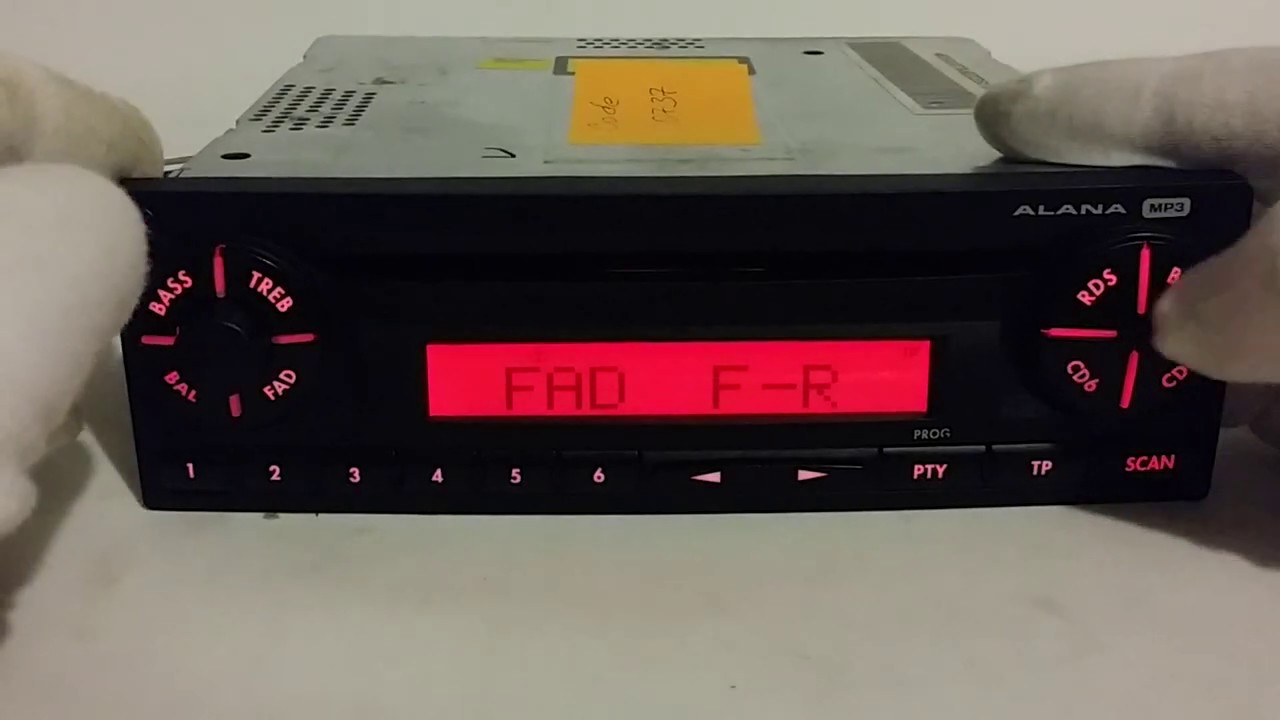 Code
0737
ALANA MP3
BASS TREB
RDS
FAD F-R
BAL FAD
CD6
PROG
1 2 3 4 5 6 PTY TP SCAN